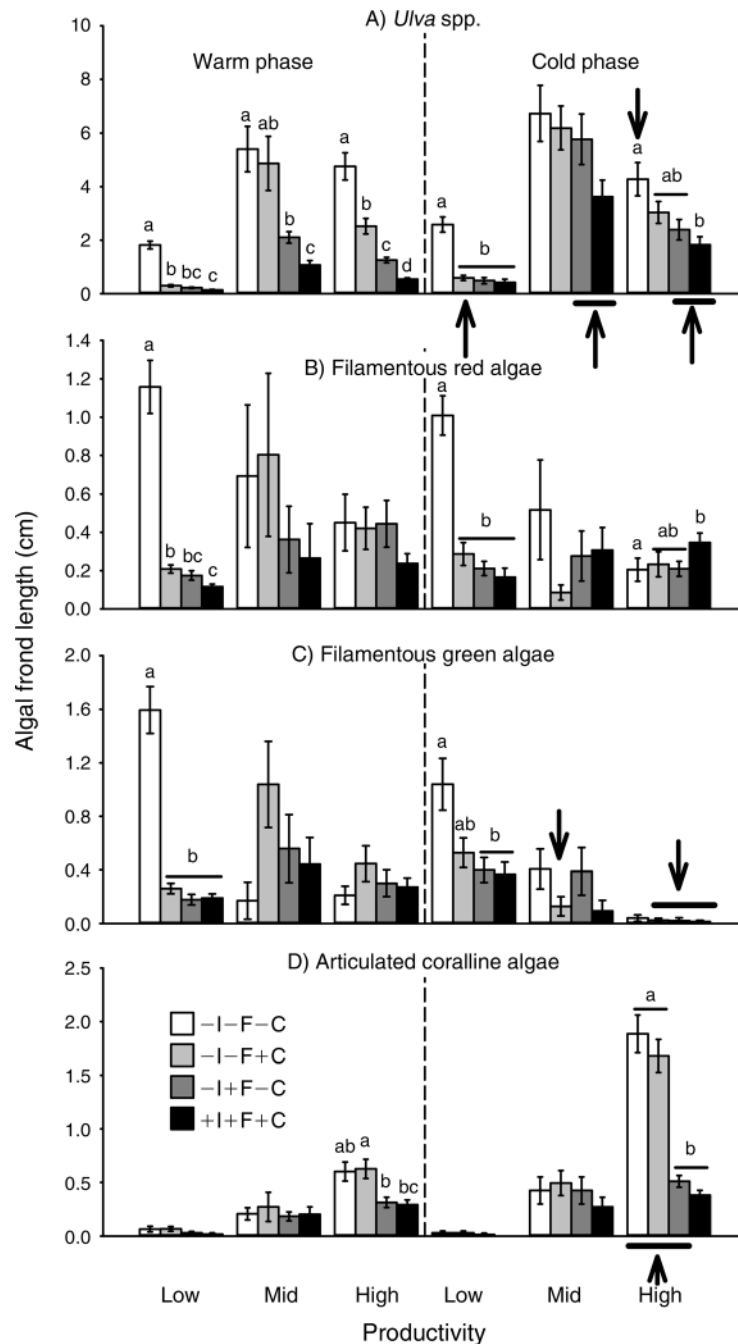 A) Ulva spp.
Warm phase
Cold phase
10
8
6
4
2
0
a
b
bc
c
a
ab
b
c
a
b
c
d
a
b
a
ab
b
B) Filamentous red algae
1.4
1.2
1.0
0.8
0.6
0.4
0.2
0.0
a
b
bc
c
a
b
a
ab
b
C) Filamentous green algae
2.0
1.6
1.2
0.8
0.4
0.0
a
b
a
ab
b
D) Articulated coralline algae
2.5
2.0
1.5
1.0
0.5
0.0
−I−F−C
−I−F+C
−I+F−C
+I+F+C
ab
a
b
bc
a
b
Algal frond length (cm)
Low Mid High Low Mid High
Productivity